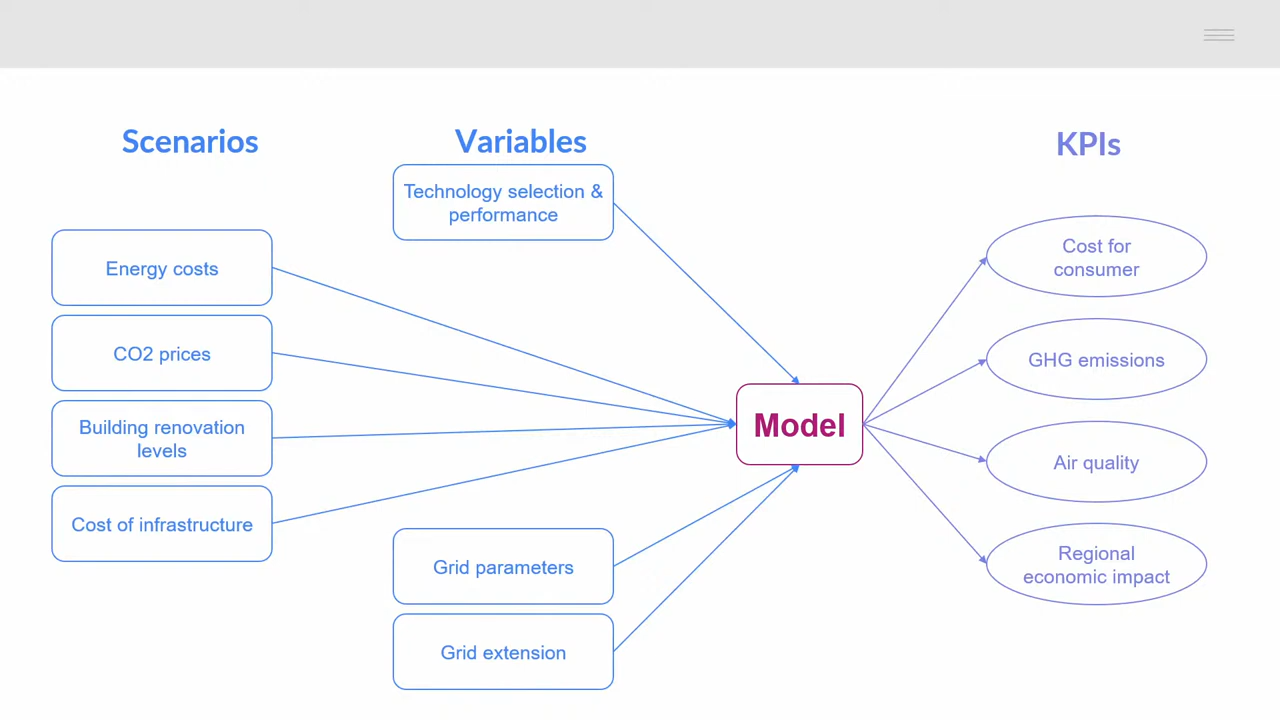 Scenarios
Variables
KPIs
Technology selection &
performance
Energy costs
CO2 prices
Building renovation
levels
Cost of infrastructure
Grid parameters
Grid extension
Model
Cost for
consumer
GHG emissions
Air quality
Regional
economic impact